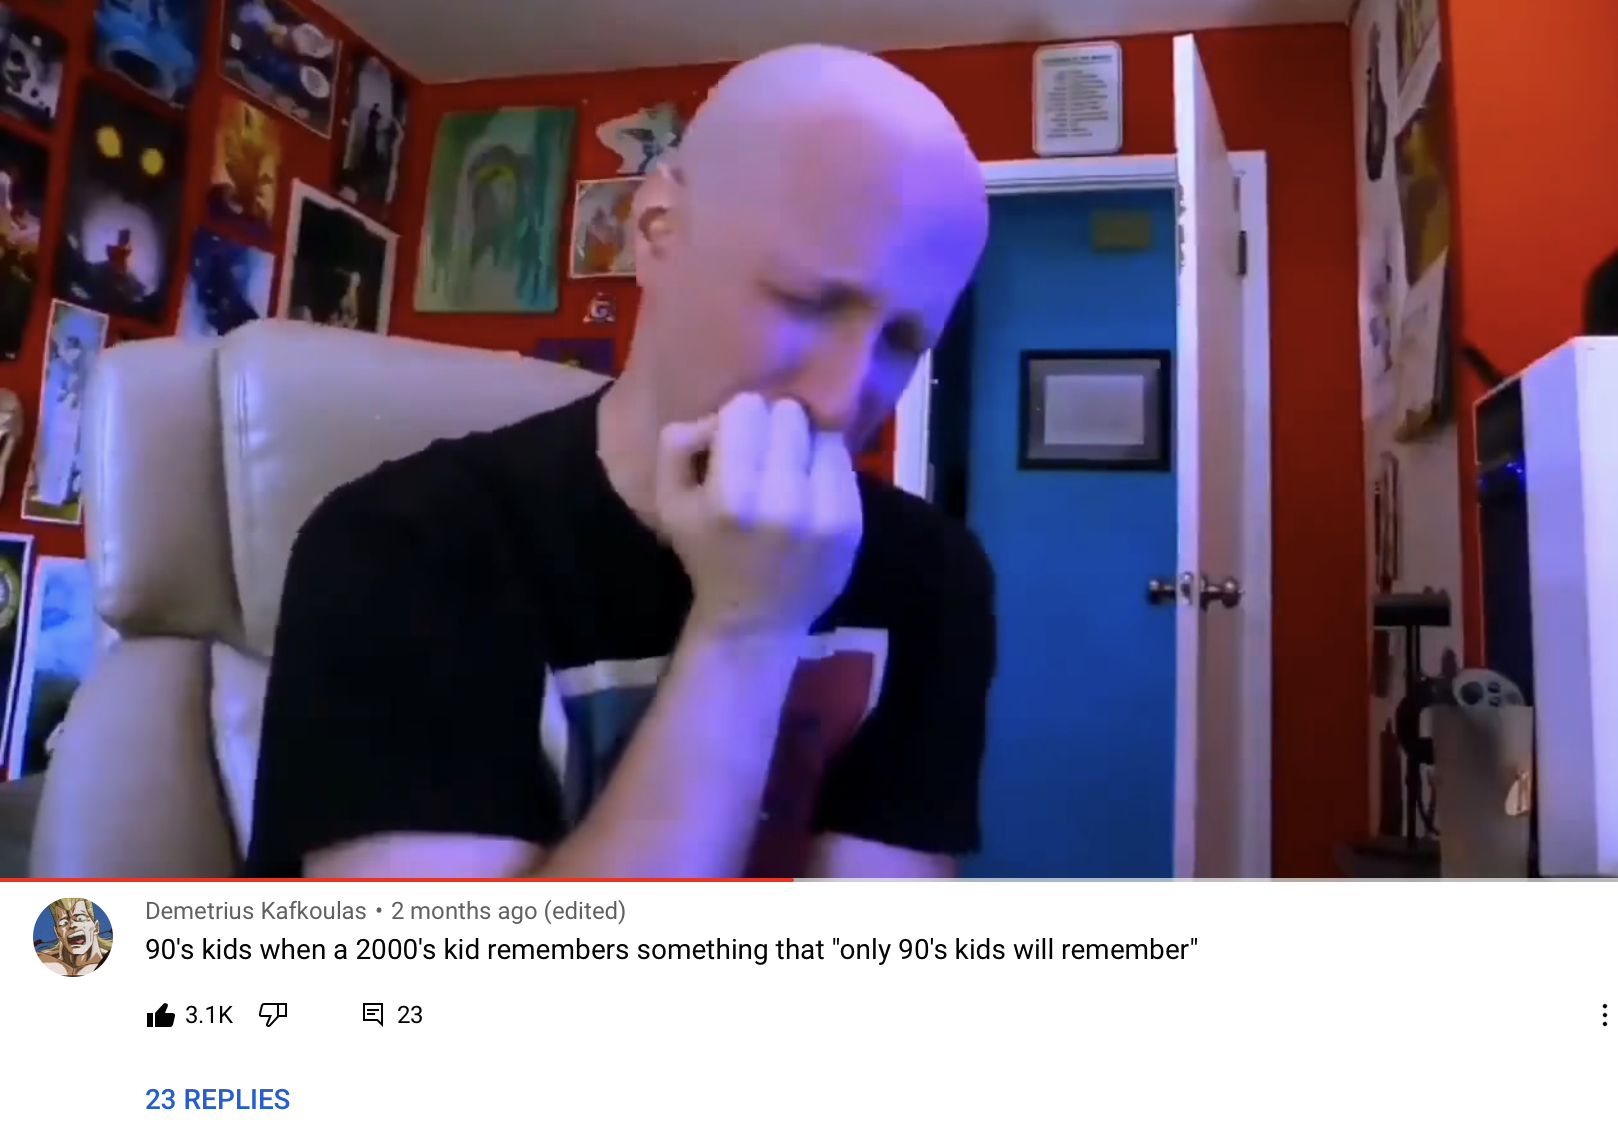 Demetrius Kafkoulas • 2 months ago (edited)
90's kids when a 2000's kid remembers something that "only 90's kids will remember"
3.1K 23
23 REPLIES